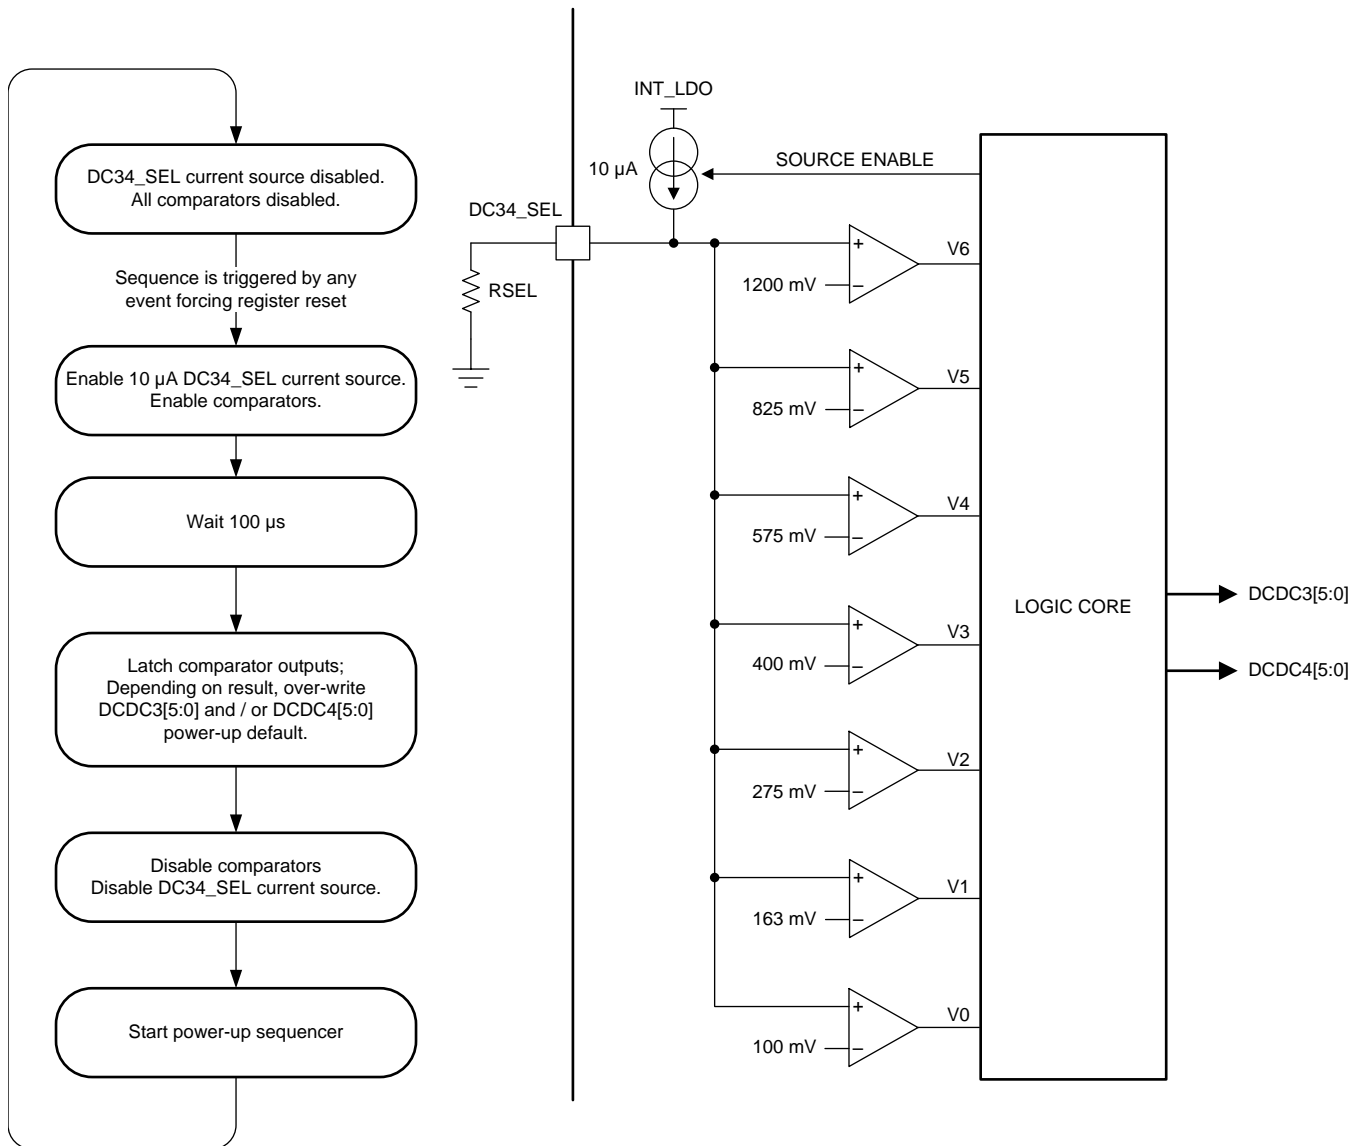 DC34_SEL current source disabled.
All comparators disabled.
Sequence is triggered by any
event forcing register reset
Enable 10 µA DC34_SEL current source.
Enable comparators.
Wait 100 µs
Latch comparator outputs;
Depending on result, over-write
DCDC3[5:0] and / or DCDC4[5:0]
power-up default.
Disable comparators
Disable DC34_SEL current source.
Start power-up sequencer
INT_LDO
10 µA
SOURCE ENABLE
DC34_SEL
RSEL
+
1200 mV
−
V6
+
825 mV
−
V5
+
575 mV
−
V4
+
400 mV
−
V3
+
275 mV
−
V2
+
163 mV
−
V1
+
100 mV
−
V0
LOGIC CORE
DCDC3[5:0]
DCDC4[5:0]